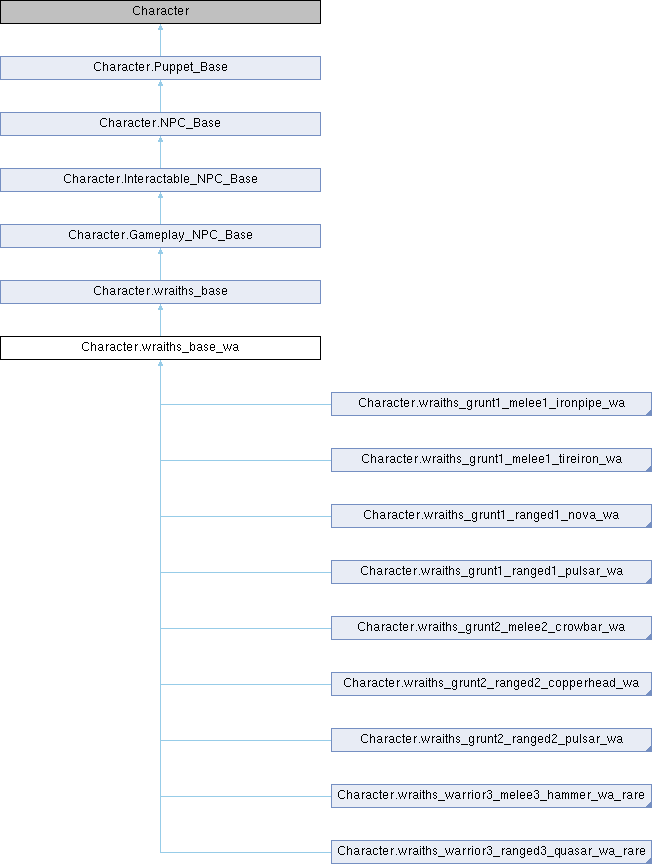 Character
Character.Puppet_Base
Character.NPC_Base
Character.Interactable_NPC_Base
Character.Gameplay_NPC_Base
Character.wraiths_base
Character.wraiths_base_wa
Character.wraiths_grunt1_melee1_ironpipe_wa
Character.wraiths_grunt1_melee1_tireiron_wa
Character.wraiths_grunt1_ranged1_nova_wa
Character.wraiths_grunt1_ranged1_pulsar_wa
Character.wraiths_grunt2_melee2_crowbar_wa
Character.wraiths_grunt2_ranged2_copperhead_wa
Character.wraiths_grunt2_ranged2_pulsar_wa
Character.wraiths_warrior3_melee3_hammer_wa_rare
Character.wraiths_warrior3_ranged3_quasar_wa_rare